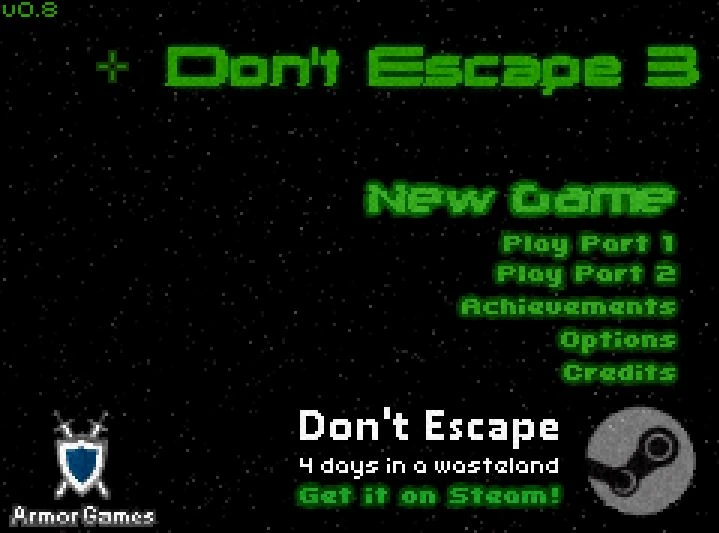 v0.8
Don't Escape 3
New Game
Play Part 1
Play Part 2
Achievements
Options
Credits
Don't Escape
4 days in a wasteland
Get it on Steam!
Armor Games